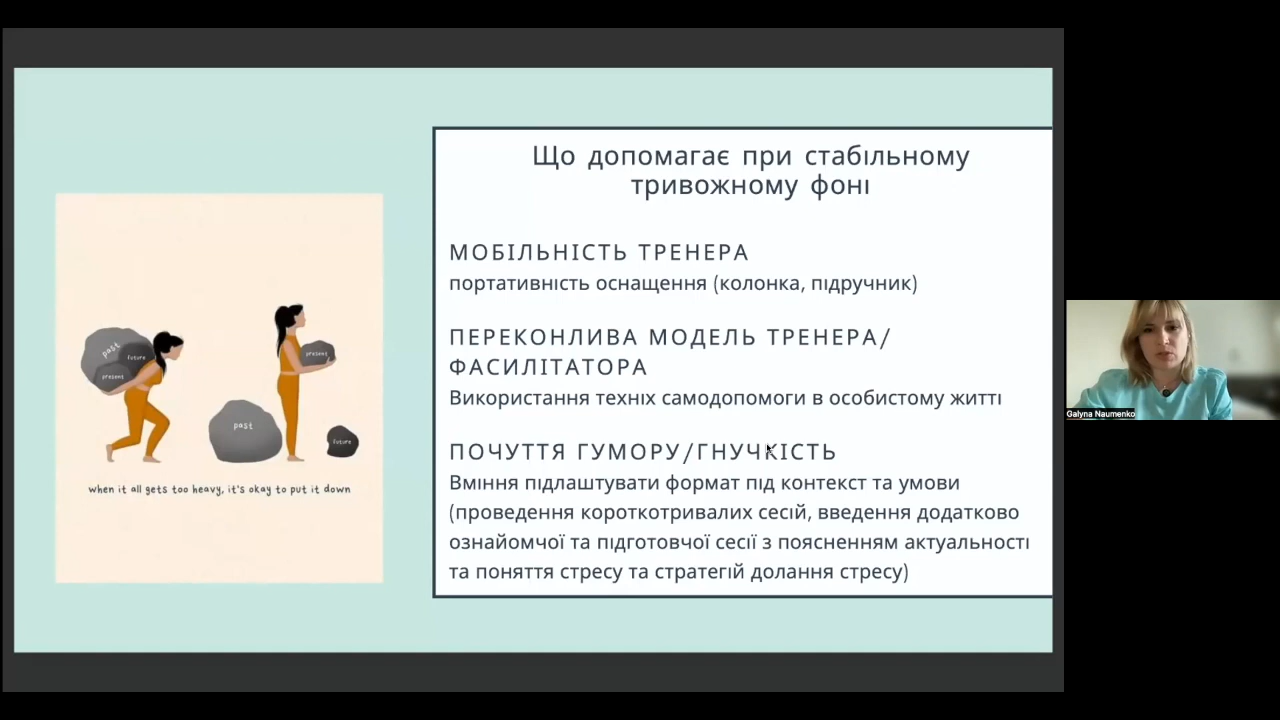 Що допомагає при стабільному
тривожному фоні
МОБІЛЬНІСТЬ ТРЕНЕРА
портативність оснащення (колонка, підручник)
ПЕРЕКОНЛИВА МОДЕЛЬ ТРЕНЕРА/
ФАСИЛІТАТОРА
Використання технік самодопомоги в особистому житті
ПОЧУТТЯ ГУМОРУ/ГНУЧКІСТЬ
Вміння підлаштувати формат під контекст та умови
(проведення короткотривалих сесій, введення додатково
ознайомчої та підготовчої сесії з поясненням актуальності
та поняття стресу та стратегій долання стресу)
past
future
present
present
past
future
when it all gets too heavy, it's okay to put it down
Galyna Naumenko